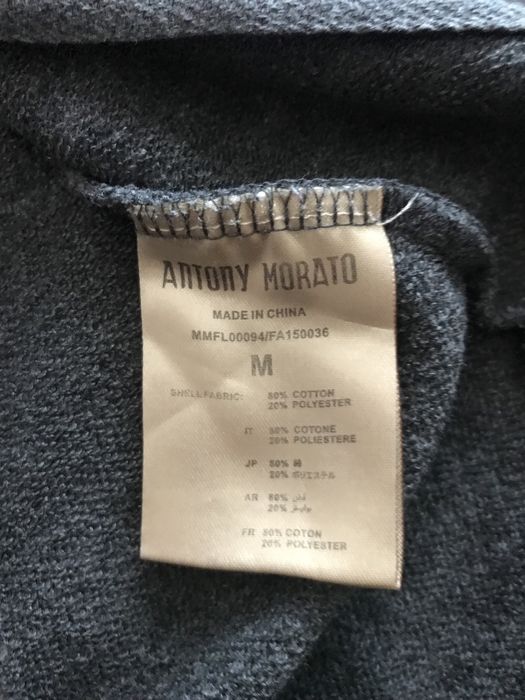 ANTONY MORATO
MADE IN CHINA
MMFL00094/FA150036
M
SHELL FABRIC: 80% COTTON
20% POLYESTER
IT 80% COTONE
20% POLIESTERE
JP 80% 綿
20% ポリエステル
AR 80% قطن
20% بوليستر
FR 80% COTON
20% POLYESTER